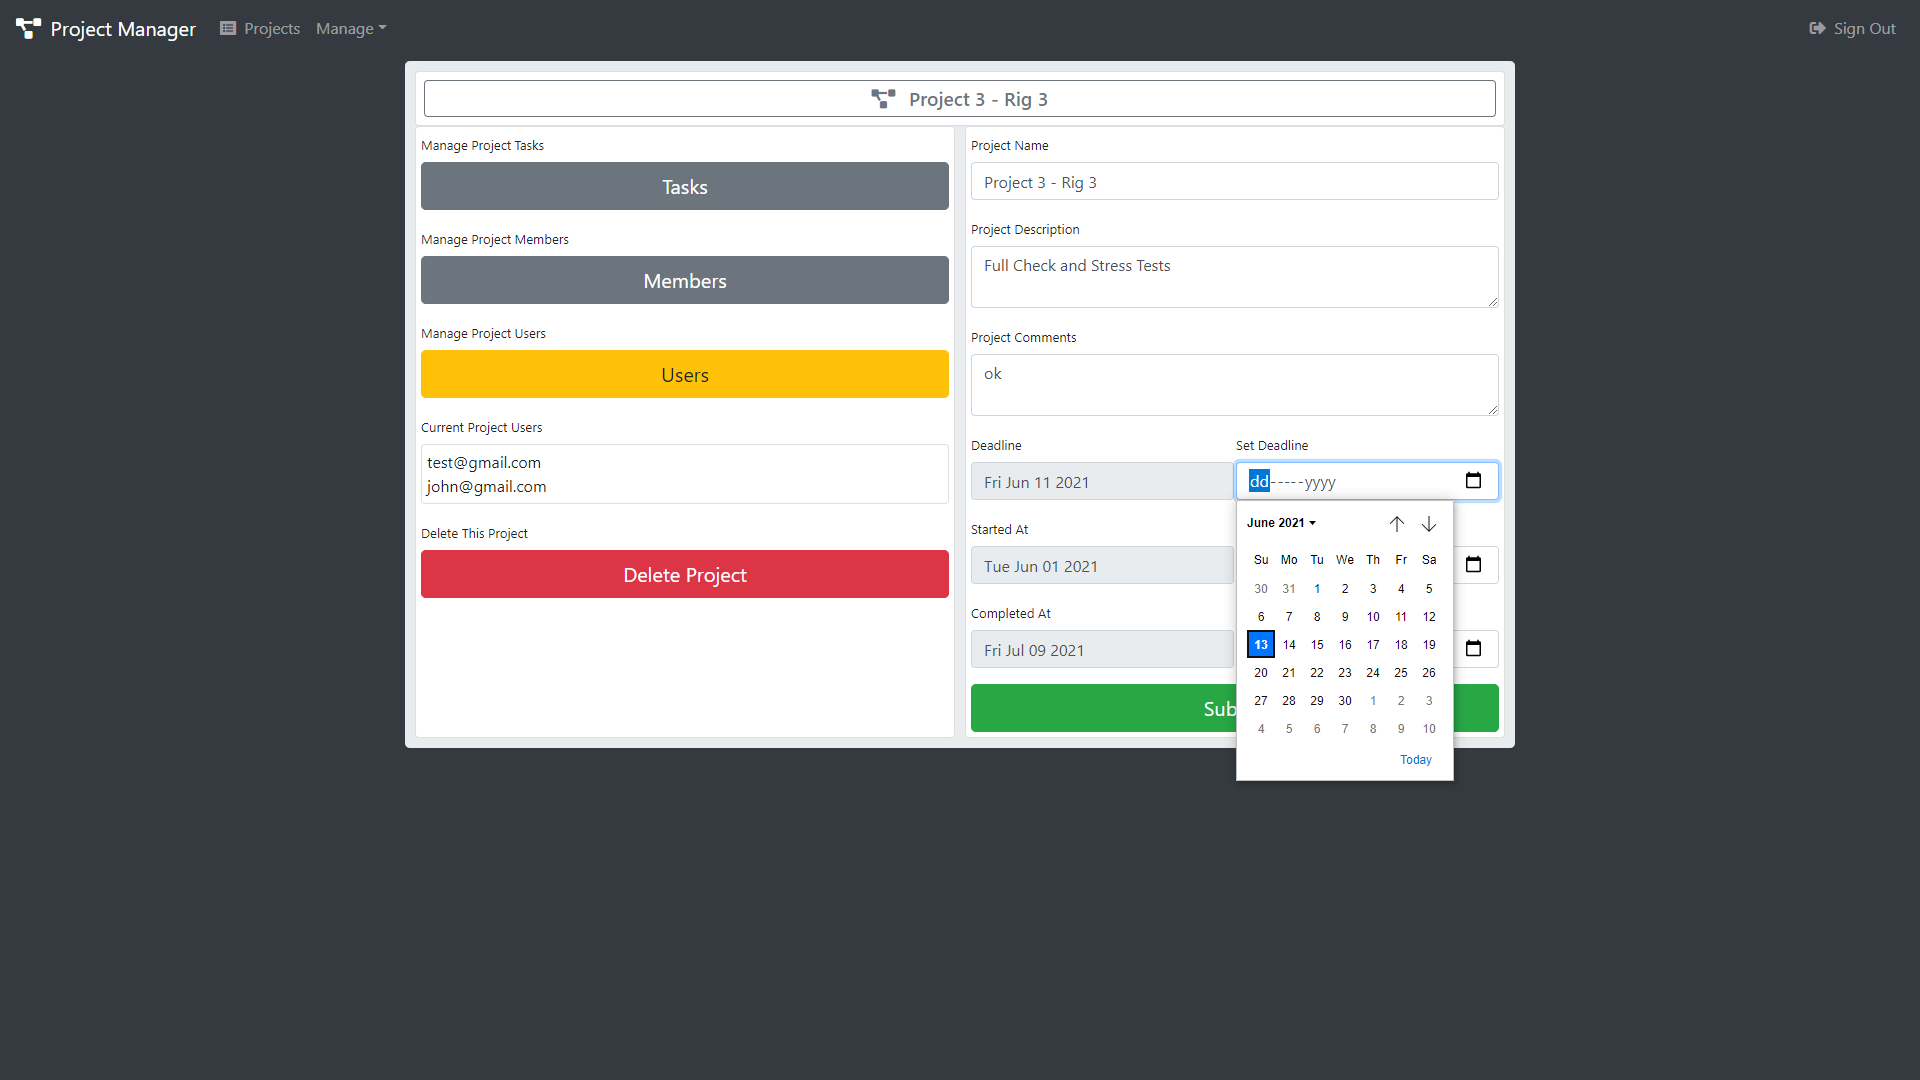 Project Manager Projects Manage Sign Out
Project 3 - Rig 3
Manage Project Tasks
Tasks
Manage Project Members
Members
Manage Project Users
Users
Current Project Users
test@gmail.com
john@gmail.com
Delete This Project
Delete Project
Project Name
Project 3 - Rig 3
Project Description
Full Check and Stress Tests
Project Comments
ok
Deadline Set Deadline
Fri Jun 11 2021 dd-----yyyy
Started At
Tue Jun 01 2021
Completed At
Fri Jul 09 2021
Sub
June 2021
Su Mo Tu We Th Fr Sa
30 31 1 2 3 4 5
6 7 8 9 10 11 12
13 14 15 16 17 18 19
20 21 22 23 24 25 26
27 28 29 30 1 2 3
4 5 6 7 8 9 10
Today